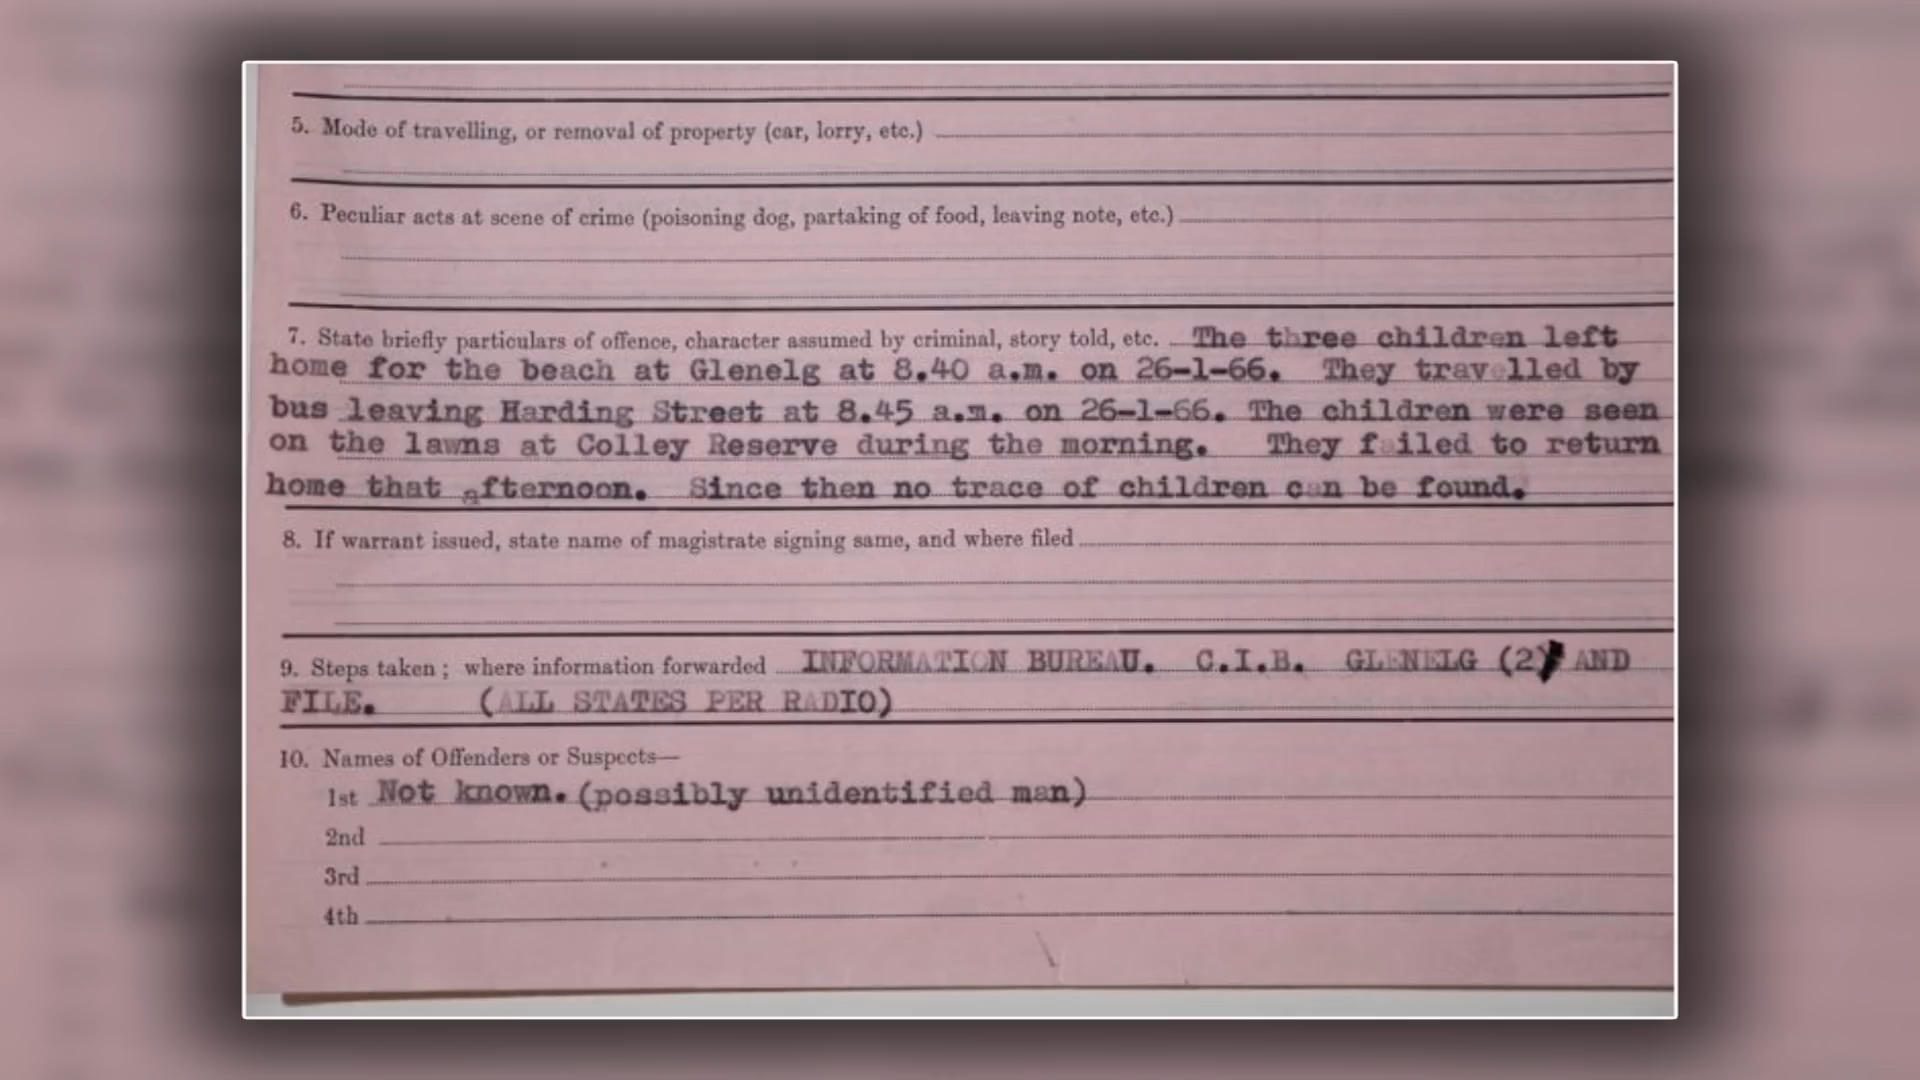 5. Mode of travelling, or removal of property (car, lorry, etc.)
6. Peculiar acts at scene of crime (poisoning dog, partaking of food, leaving note, etc.)
7. State briefly particulars of offence, character assumed by criminal, story told, etc. The three children left
home for the beach at Glenelg at 8.40 a.m. on 26-1-66. They travelled by
bus leaving Harding Street at 8.45 a.m. on 26-1-66. The children were seen
on the lawns at Colley Reserve during the morning. They failed to return
home that afternoon. Since then no trace of children can be found.
8. If warrant issued, state name of magistrate signing same, and where filed
9. Steps taken; where information forwarded INFORMATION BUREAU. C.I.B. GLENELG (2) AND
FILE. (ALL STATES PER RADIO)
10. Names of Offenders or Suspects—
1st Not known. (possibly unidentified man)
2nd
3rd
4th